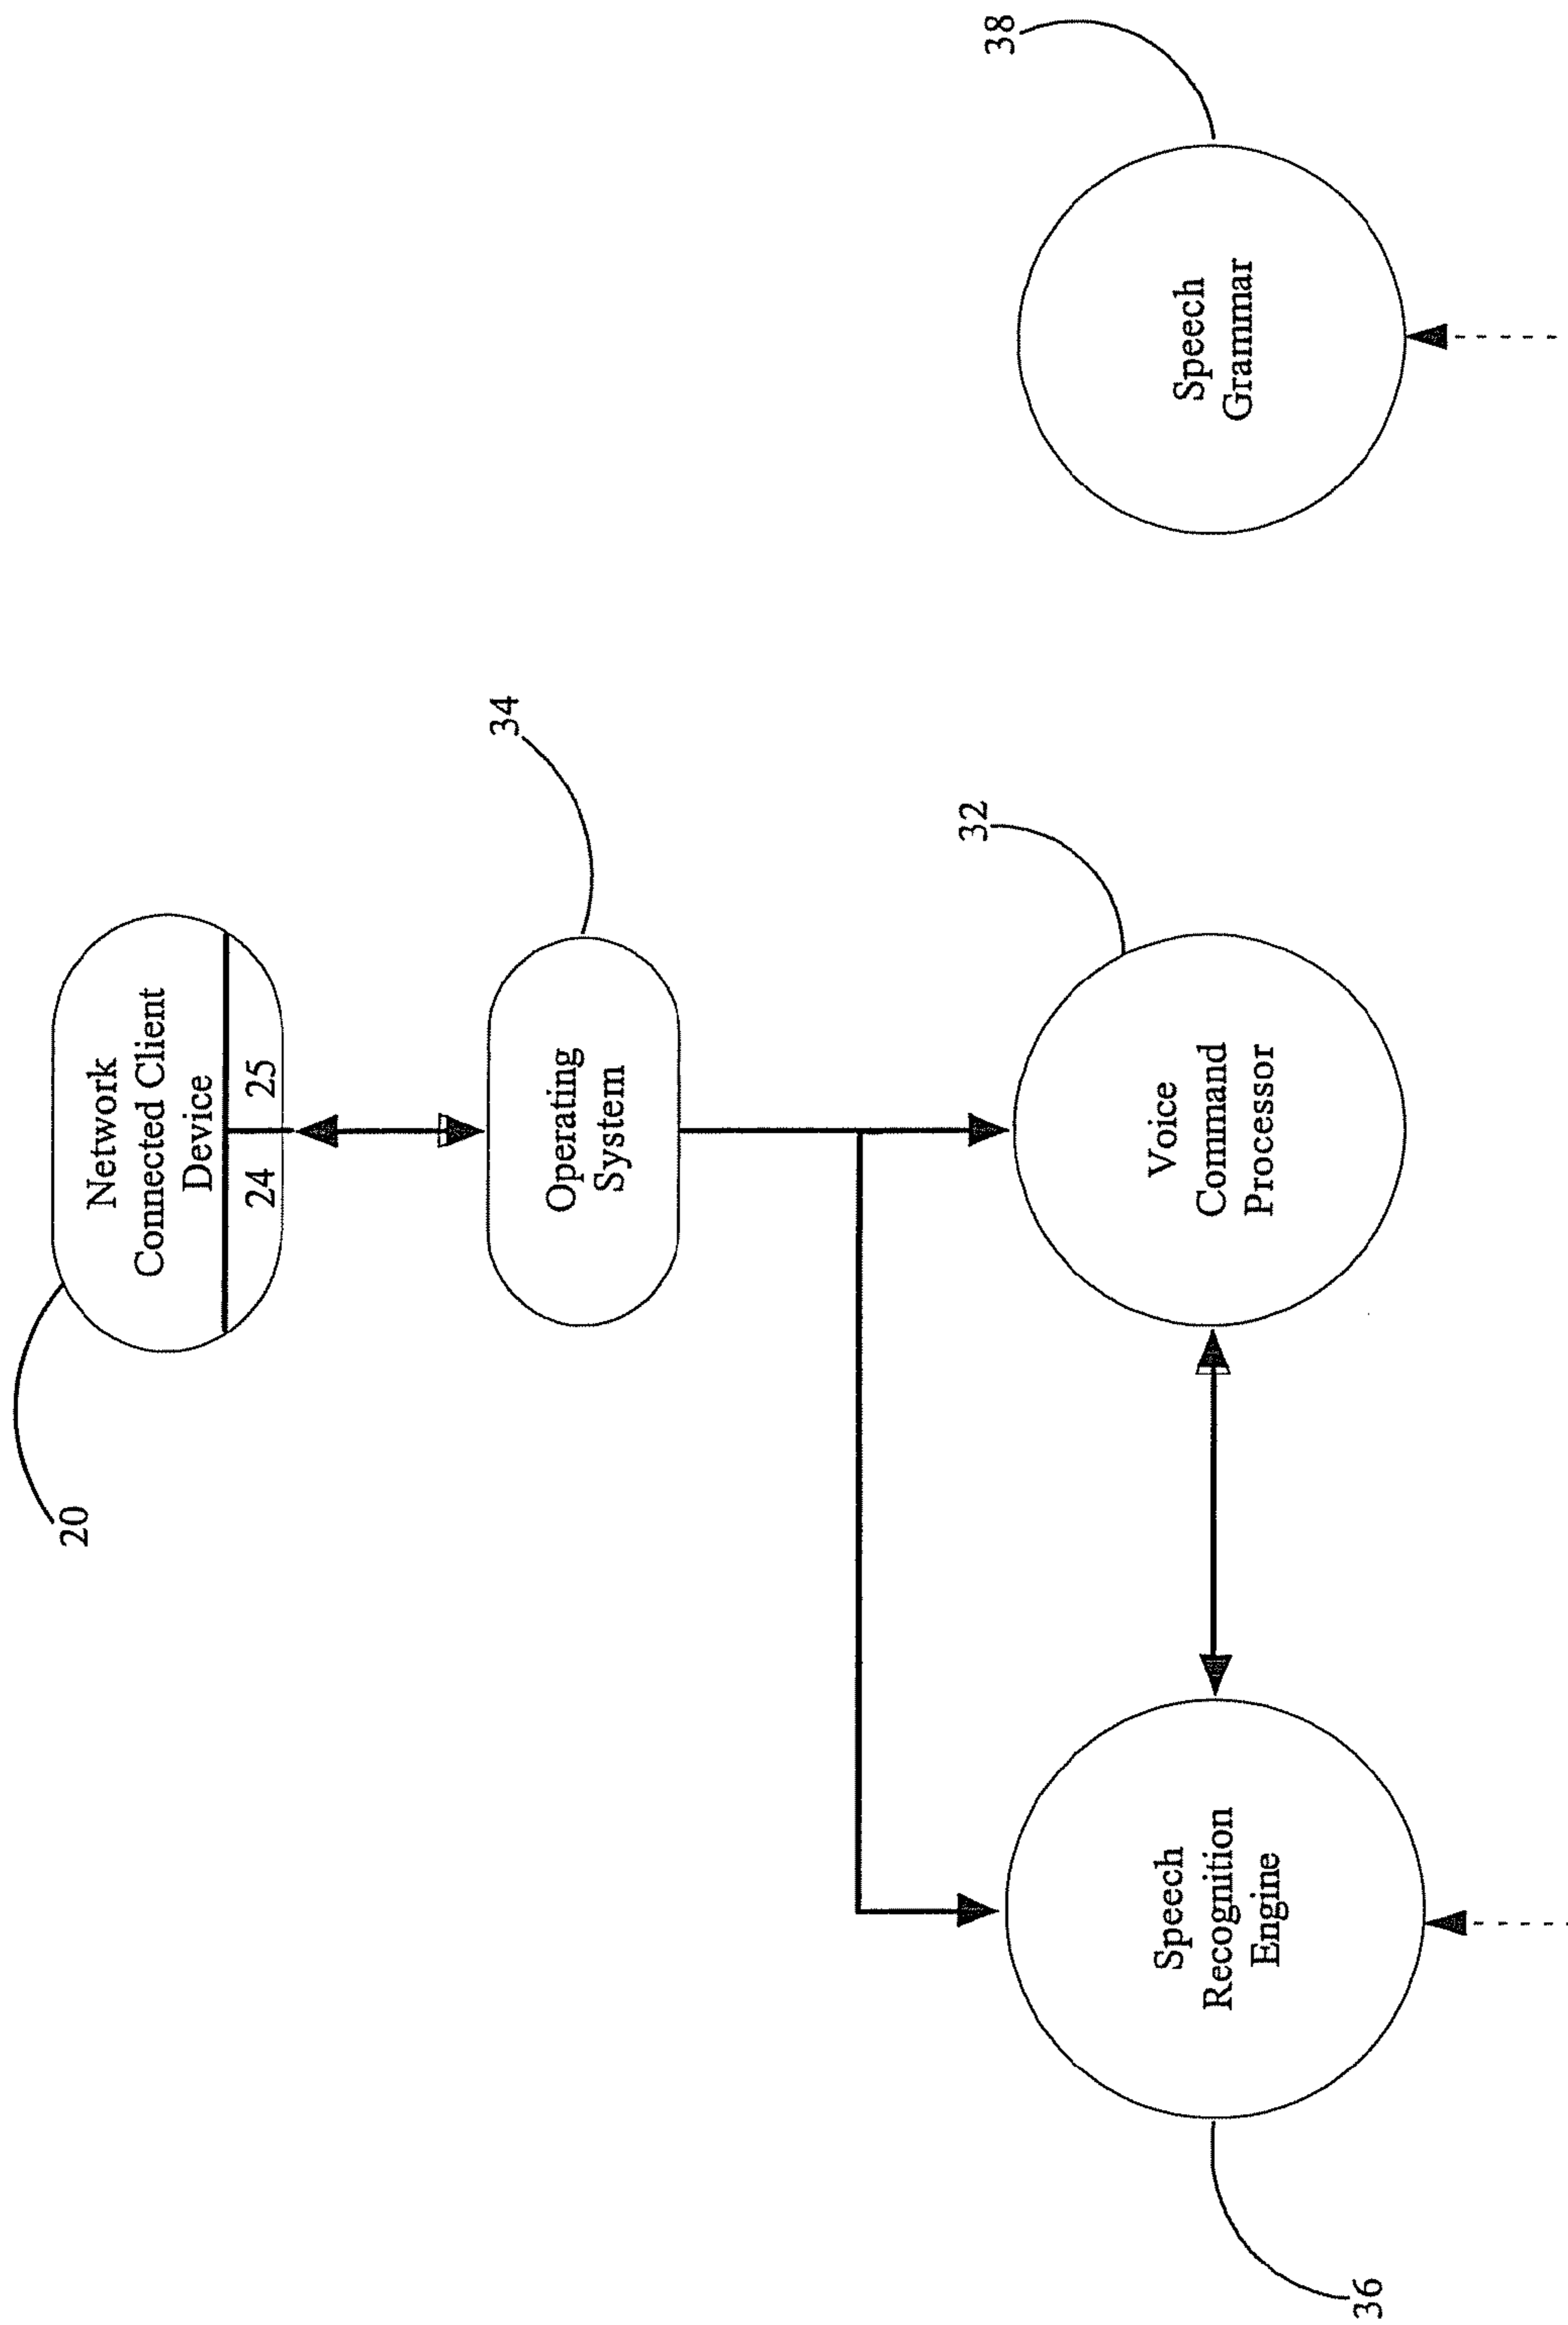 20
Network
Connected Client
Device
24 25
34
Operating
System
32
Voice
Command
Processor
36
Speech
Recognition
Engine
38
Speech
Grammar